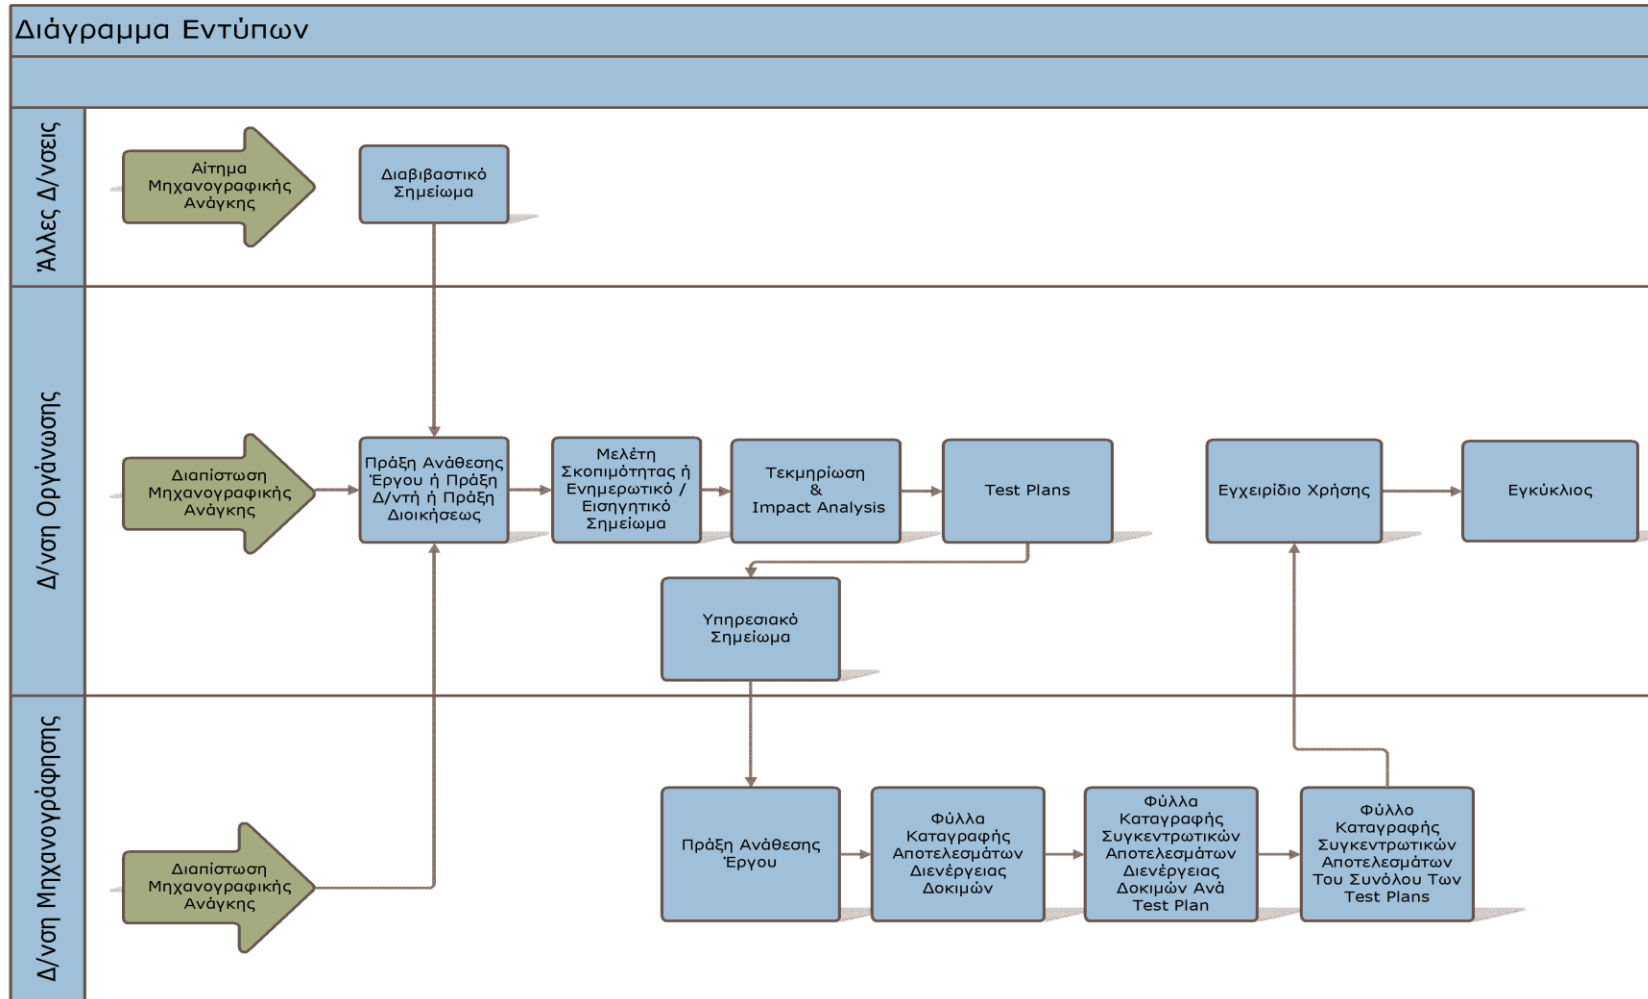 Διάγραμμα Εντύπων
Άλλες Δ/νσεις
Αίτημα
Μηχανογραφικής
Ανάγκης
Διαβιβαστικό
Σημείωμα
Δ/νση Οργάνωσης
Διαπίστωση
Μηχανογραφικής
Ανάγκης
Πράξη Ανάθεσης
Έργου ή Πράξη
Δ/ντή ή Πράξη
Διοικήσεως
Μελέτη
Σκοπιμότητας ή
Ενημερωτικό /
Εισηγητικό
Σημείωμα
Τεκμηρίωση
&
Impact Analysis
Test Plans
Εγχειρίδιο Χρήσης
Εγκύκλιος
Υπηρεσιακό
Σημείωμα
Δ/νση Μηχανογράφησης
Διαπίστωση
Μηχανογραφικής
Ανάγκης
Πράξη Ανάθεσης
Έργου
Φύλλα
Καταγραφής
Αποτελεσμάτων
Διενέργειας
Δοκιμών
Φύλλα
Καταγραφής
Συγκεντρωτικών
Αποτελεσμάτων
Διενέργειας
Δοκιμών Ανά
Test Plan
Φύλλο
Καταγραφής
Συγκεντρωτικών
Αποτελεσμάτων
Του Συνόλου Των
Test Plans